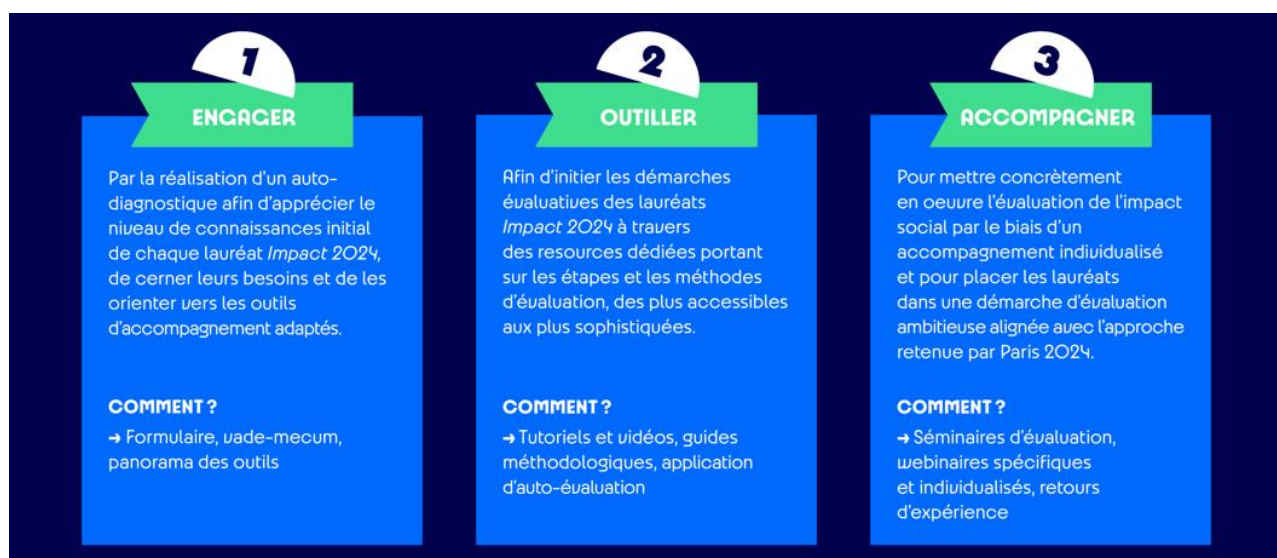 1
ENGAGER
Par la réalisation d'un auto-
diagnostique afin d'apprécier le
niveau de connaissances initial
de chaque lauréat Impact 2024,
de cerner leurs besoins et de les
orienter vers les outils
d'accompagnement adaptés.
COMMENT ?
→ Formulaire, vade-mecum,
panorama des outils
2
OUTILLER
Afin d'initier les démarches
évaluatives des lauréats
Impact 2024 à travers
des resources dédiées portant
sur les étapes et les méthodes
d'évaluation, des plus accessibles
aux plus sophistiquées.
COMMENT ?
→ Tutoriels et vidéos, guides
méthodologiques, application
d'auto-évaluation
3
ACCOMPAGNER
Pour mettre concrètement
en oeuvre l'évaluation de l'impact
social par le biais d'un
accompagnement individualisé
et pour placer les lauréats
dans une démarche d'évaluation
ambitieuse alignée avec l'approche
retenue par Paris 2024.
COMMENT ?
→ Séminaires d'évaluation,
webinaires spécifiques
et individualisés, retours
d'expérience